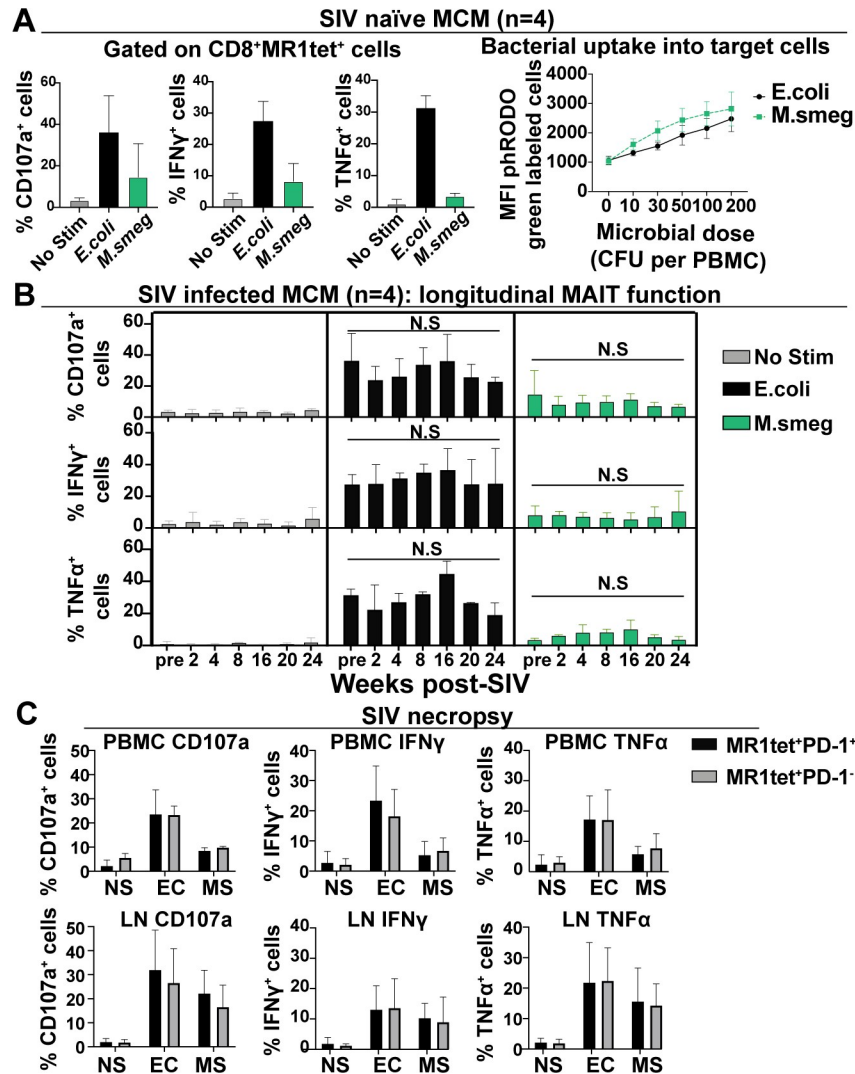 A
SIV naïve MCM (n=4)
Gated on CD8⁺MR1tet⁺ cells
Bacterial uptake into target cells
% CD107a⁺ cells
60
40
20
0
No Stim
E.coli
M.smeg
% IFNγ⁺ cells
40
30
20
10
0
No Stim
E.coli
M.smeg
% TNFα⁺ cells
40
30
20
10
0
No Stim
E.coli
M.smeg
MFI phRODO
green labeled cells
4000
3000
2000
1000
0
0 10 30 50 100 200
Microbial dose
(CFU per PBMC)
E.coli
M.smeg
B
SIV infected MCM (n=4): longitudinal MAIT function
% CD107a⁺
cells
60
40
20
0
N.S
N.S
No Stim
E.coli
M.smeg
% IFNγ⁺
cells
60
40
20
0
N.S
N.S
% TNFα⁺
cells
60
40
20
0
N.S
N.S
pre 2 4 8 16 20 24
pre 2 4 8 16 20 24
pre 2 4 8 16 20 24
Weeks post-SIV
C
SIV necropsy
PBMC CD107a
% CD107a⁺ cells
50
40
30
20
10
0
NS EC MS
PBMC IFNγ
% IFNγ⁺ cells
40
30
20
10
0
NS EC MS
PBMC TNFα
% TNFα⁺ cells
40
30
20
10
0
NS EC MS
MR1tet⁺PD-1⁺
MR1tet⁺PD-1⁻
LN CD107a
% CD107a⁺ cells
50
40
30
20
10
0
NS EC MS
LN IFNγ
% IFNγ⁺ cells
40
30
20
10
0
NS EC MS
LN TNFα
% TNFα⁺ cells
40
30
20
10
0
NS EC MS